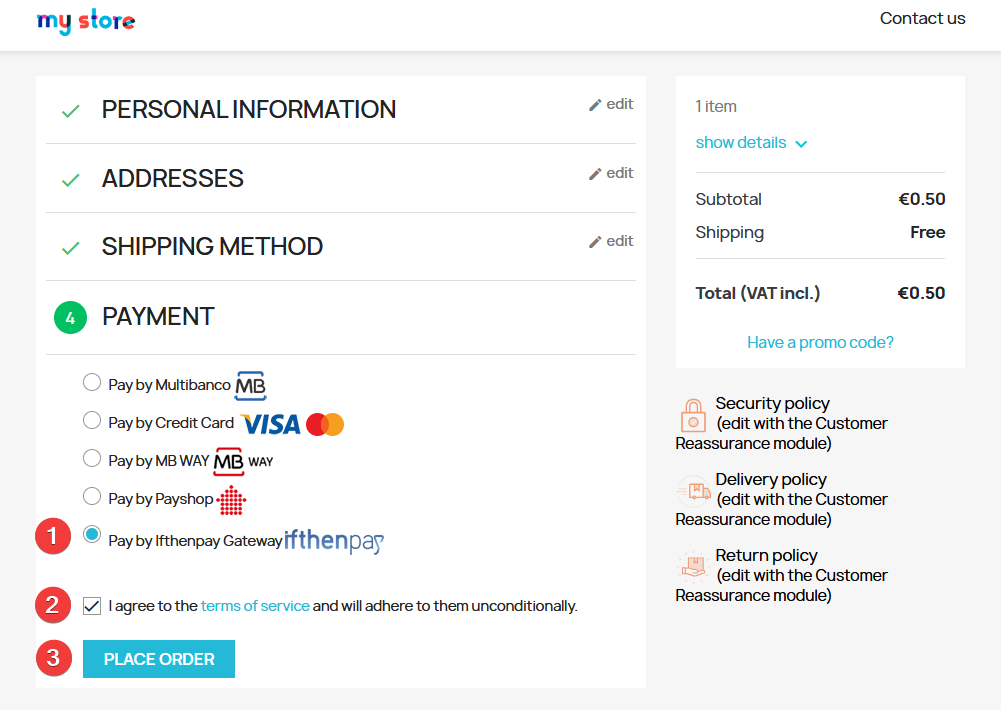 my store
Contact us
PERSONAL INFORMATION
edit
ADDRESSES
edit
SHIPPING METHOD
edit
4 PAYMENT
Pay by Multibanco MB
Pay by Credit Card VISA
Pay by MB WAY MB WAY
Pay by Payshop
1 Pay by Ifthenpay Gateway ifthenpay
2 I agree to the terms of service and will adhere to them unconditionally.
3 PLACE ORDER
1 item
show details
Subtotal €0.50
Shipping Free
Total (VAT incl.) €0.50
Have a promo code?
Security policy
(edit with the Customer
Reassurance module)
Delivery policy
(edit with the Customer
Reassurance module)
Return policy
(edit with the Customer
Reassurance module)